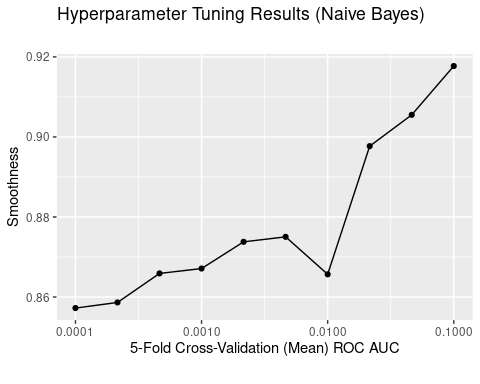 Hyperparameter Tuning Results (Naive Bayes)
0.92
0.90
0.88
0.86
Smoothness
0.0001 0.0010 0.0100 0.1000
5-Fold Cross-Validation (Mean) ROC AUC